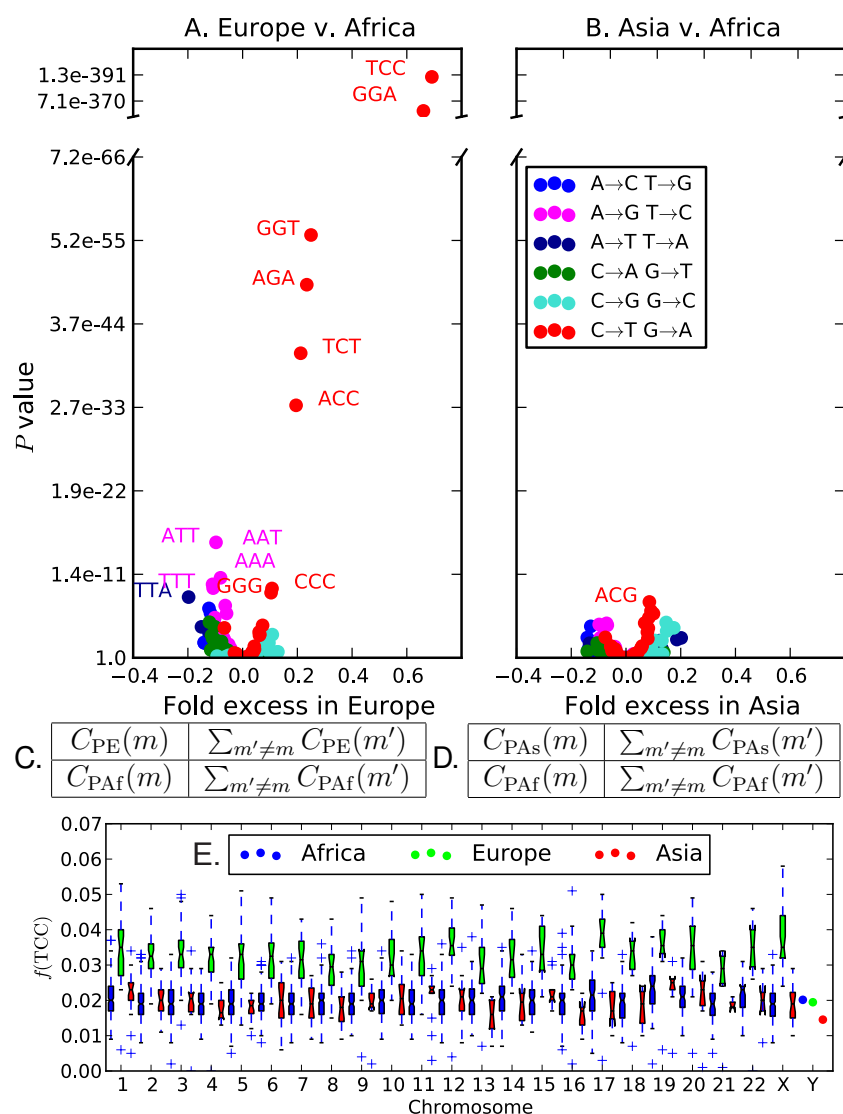 A. Europe v. Africa
B. Asia v. Africa
1.3e-391
7.1e-370
7.2e-66
5.2e-55
3.7e-44
2.7e-33
1.9e-22
1.4e-11
1.0
P value
TCC
GGA
GGT
AGA
TCT
ACC
ATT
AAT
AAA
TTT
TTA
GGG
CCC
−0.4 −0.2 0.0 0.2 0.4 0.6
Fold excess in Europe
A→C T→G
A→G T→C
A→T T→A
C→A G→T
C→G G→C
C→T G→A
ACG
−0.4 −0.2 0.0 0.2 0.4 0.6
Fold excess in Asia
C. C_PE(m) ∑_{m′≠m} C_PE(m′)
C_PAf(m) ∑_{m′≠m} C_PAf(m′)
D. C_PAs(m) ∑_{m′≠m} C_PAs(m′)
C_PAf(m) ∑_{m′≠m} C_PAf(m′)
E. Africa Europe Asia
0.07
0.06
0.05
0.04
0.03
0.02
0.01
0.00
f(TCC)
1 2 3 4 5 6 7 8 9 10 11 12 13 14 15 16 17 18 19 20 21 22 X Y
Chromosome